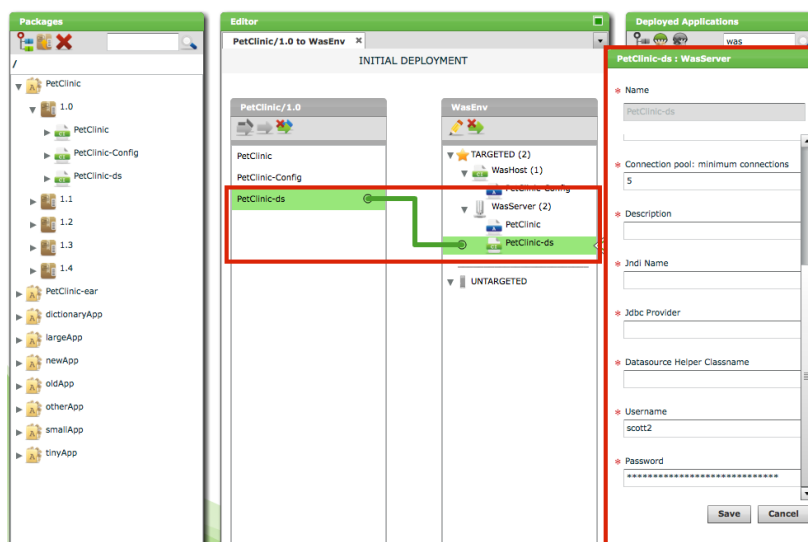 Packages
/
PetClinic
1.0
PetClinic
PetClinic-Config
PetClinic-ds
1.1
1.2
1.3
1.4
PetClinic-ear
dictionaryApp
largeApp
newApp
oldApp
otherApp
smallApp
tinyApp
Editor
PetClinic/1.0 to WasEnv
INITIAL DEPLOYMENT
PetClinic/1.0
PetClinic
PetClinic-Config
PetClinic-ds
WasEnv
TARGETED (2)
WasHost (1)
PetClinic-Config
WasServer (2)
PetClinic
PetClinic-ds
UNTARGETED
Deployed Applications
was
PetClinic-ds : WasServer
* Name
PetClinic-ds
* Connection pool: minimum connections
5
* Description
* Jndi Name
* Jdbc Provider
* Datasource Helper Classname
* Username
scott2
* Password
*****************************
Save Cancel